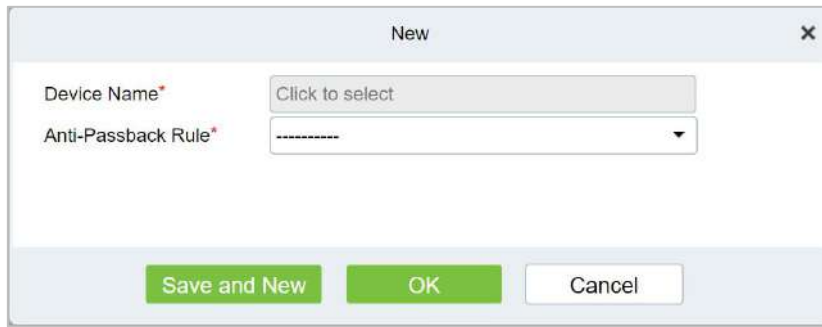 New ×
Device Name* Click to select
Anti-Passback Rule* ----------
Save and New OK Cancel